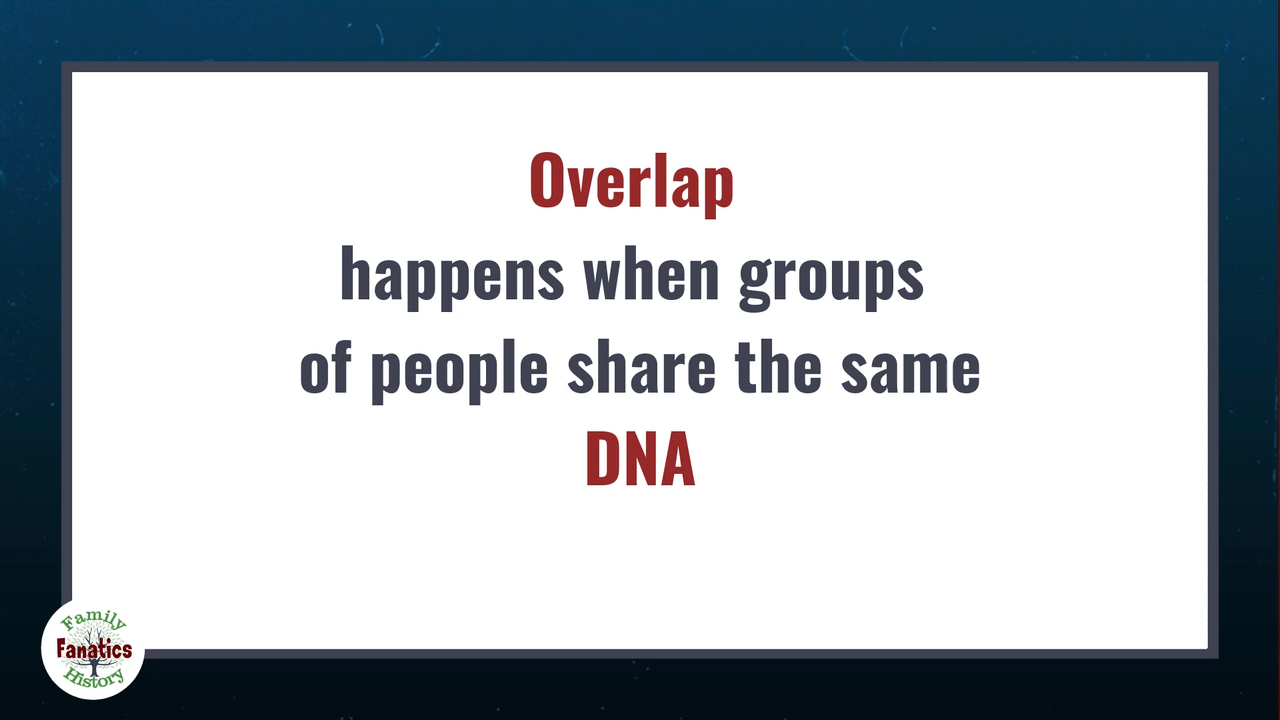 Overlap
happens when groups
of people share the same
DNA
Family
Fanatics
History